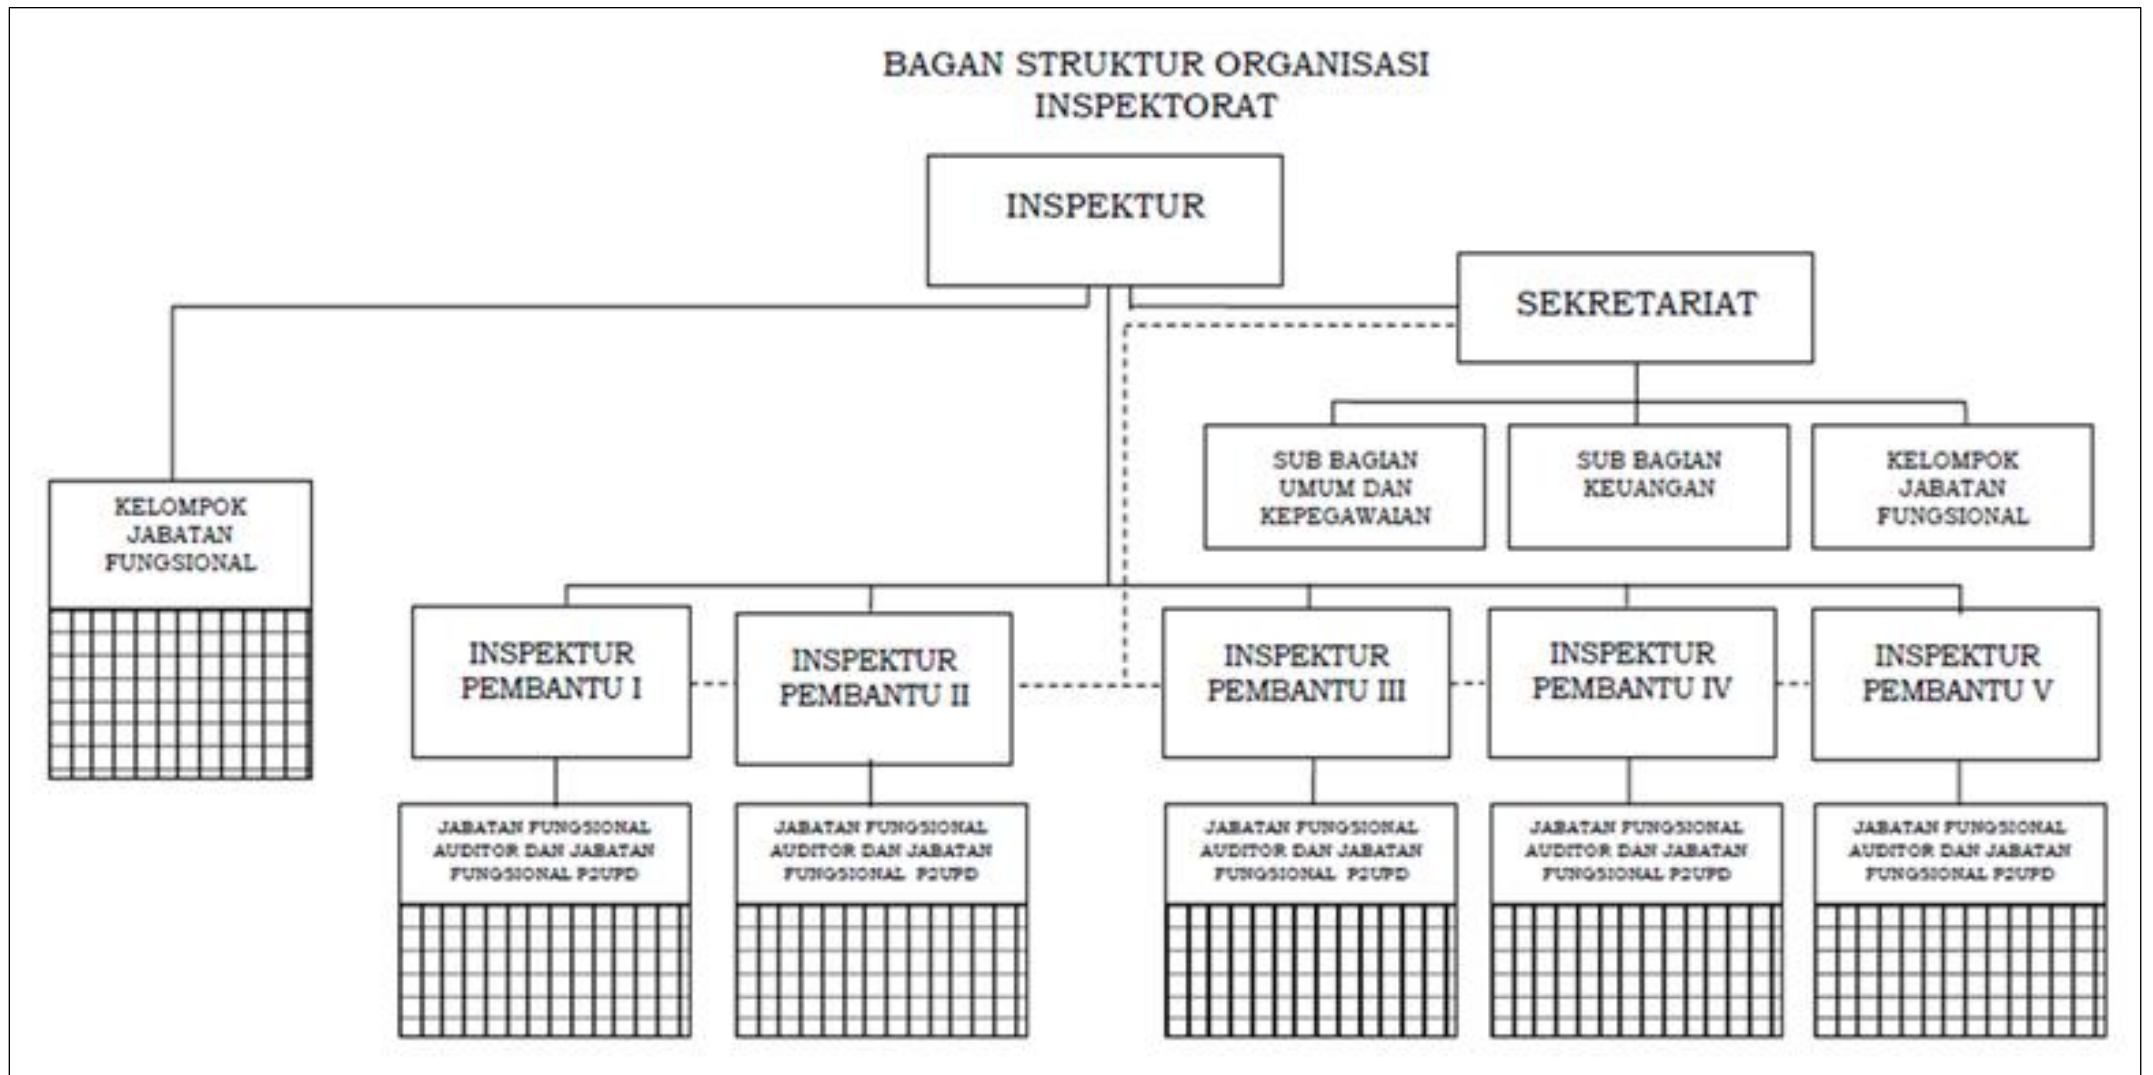 BAGAN STRUKTUR ORGANISASI
INSPEKTORAT
INSPEKTUR
SEKRETARIAT
SUB BAGIAN
UMUM DAN
KEPEGAWAIAN
SUB BAGIAN
KEUANGAN
KELOMPOK
JABATAN
FUNGSIONAL
KELOMPOK
JABATAN
FUNGSIONAL
INSPEKTUR
PEMBANTU I
INSPEKTUR
PEMBANTU II
INSPEKTUR
PEMBANTU III
INSPEKTUR
PEMBANTU IV
INSPEKTUR
PEMBANTU V
JABATAN FUNGSIONAL
AUDITOR DAN JABATAN
FUNGSIONAL P2UPD
JABATAN FUNGSIONAL
AUDITOR DAN JABATAN
FUNGSIONAL P2UPD
JABATAN FUNGSIONAL
AUDITOR DAN JABATAN
FUNGSIONAL P2UPD
JABATAN FUNGSIONAL
AUDITOR DAN JABATAN
FUNGSIONAL P2UPD
JABATAN FUNGSIONAL
AUDITOR DAN JABATAN
FUNGSIONAL P2UPD